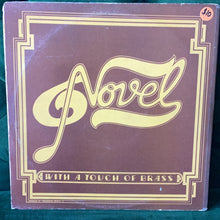 Novel
WITH A TOUCH OF BRASS